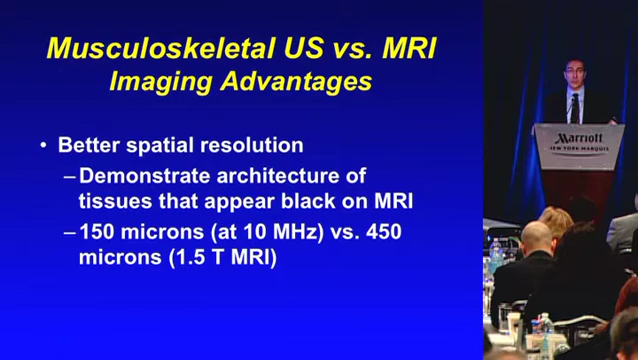 Musculoskeletal US vs. MRI
Imaging Advantages
• Better spatial resolution
–Demonstrate architecture of
tissues that appear black on MRI
–150 microns (at 10 MHz) vs. 450
microns (1.5 T MRI)
Marriott
NEW YORK MARQUIS